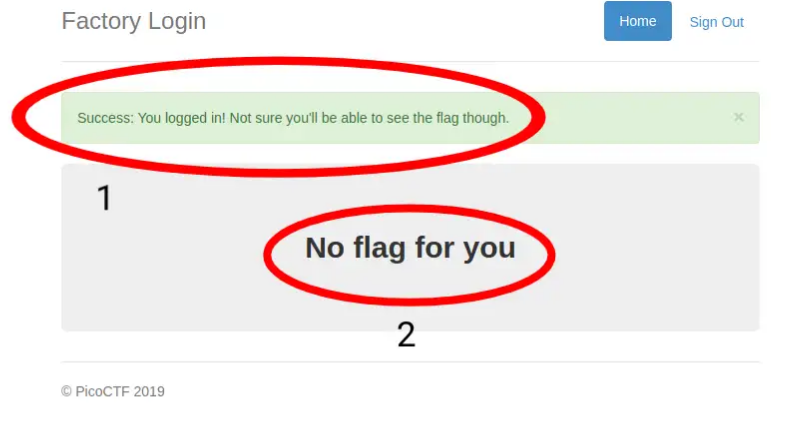 Factory Login
Home
Sign Out
Success: You logged in! Not sure you'll be able to see the flag though.
×
1
No flag for you
2
© PicoCTF 2019